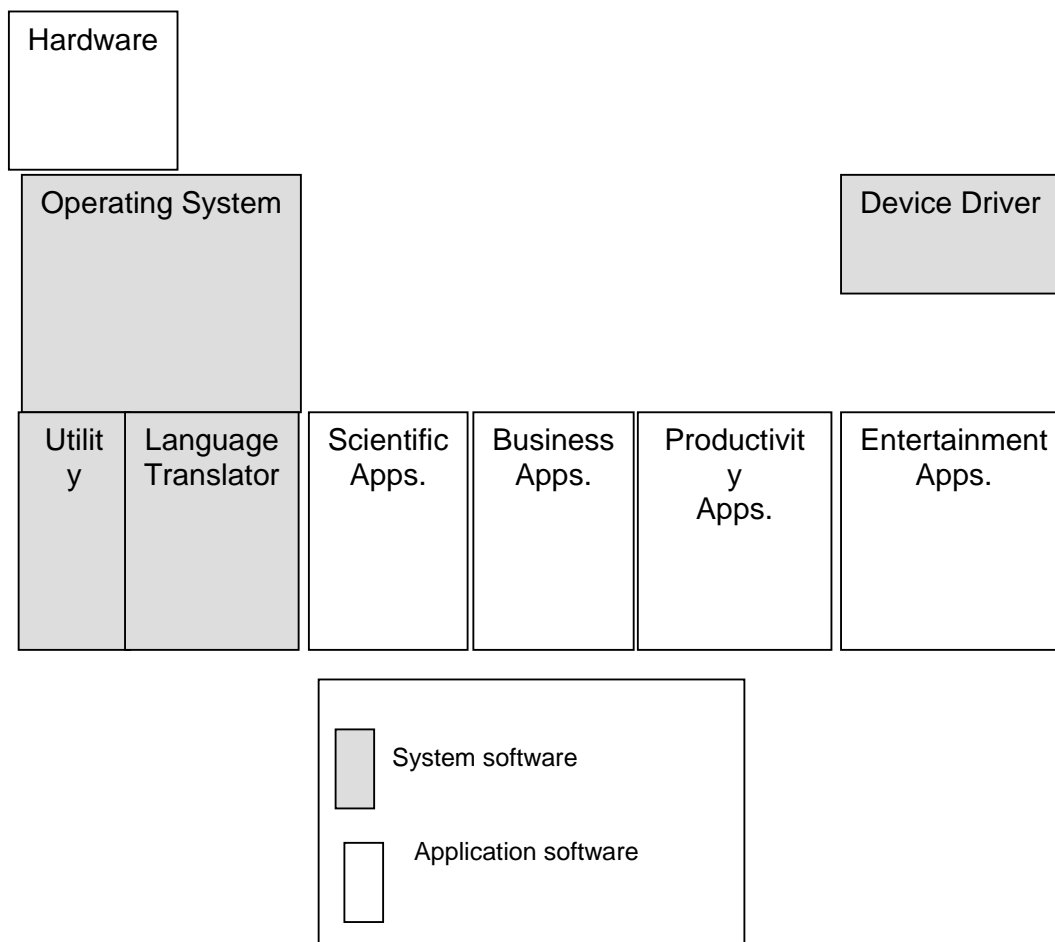 Hardware
Operating System
Device Driver
Utilit
y
Language
Translator
Scientific
Apps.
Business
Apps.
Productivit
y
Apps.
Entertainment
Apps.
System software
Application software